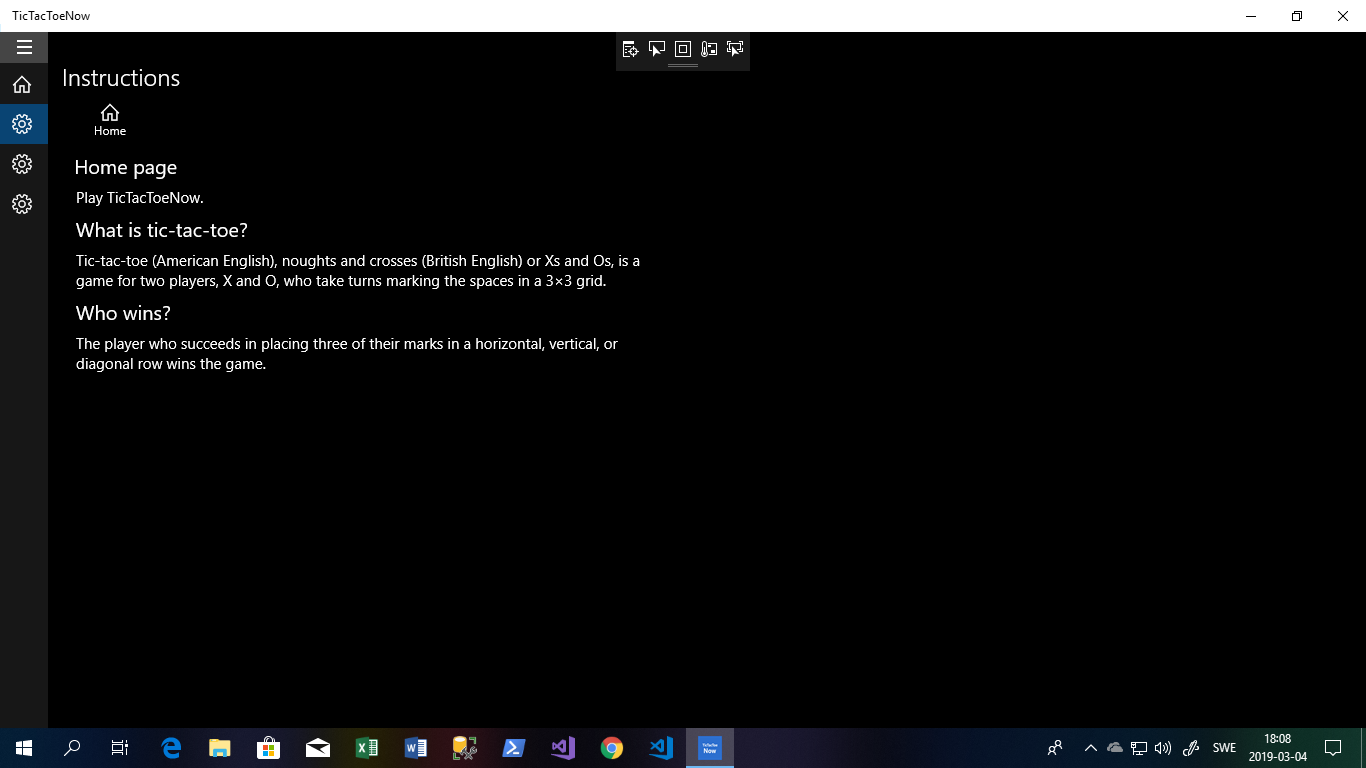 TicTacToeNow
Instructions
Home
Home page
Play TicTacToeNow.
What is tic-tac-toe?
Tic-tac-toe (American English), noughts and crosses (British English) or Xs and Os, is a
game for two players, X and O, who take turns marking the spaces in a 3×3 grid.
Who wins?
The player who succeeds in placing three of their marks in a horizontal, vertical, or
diagonal row wins the game.
TicTacToe
Now
SWE
18:08
2019-03-04